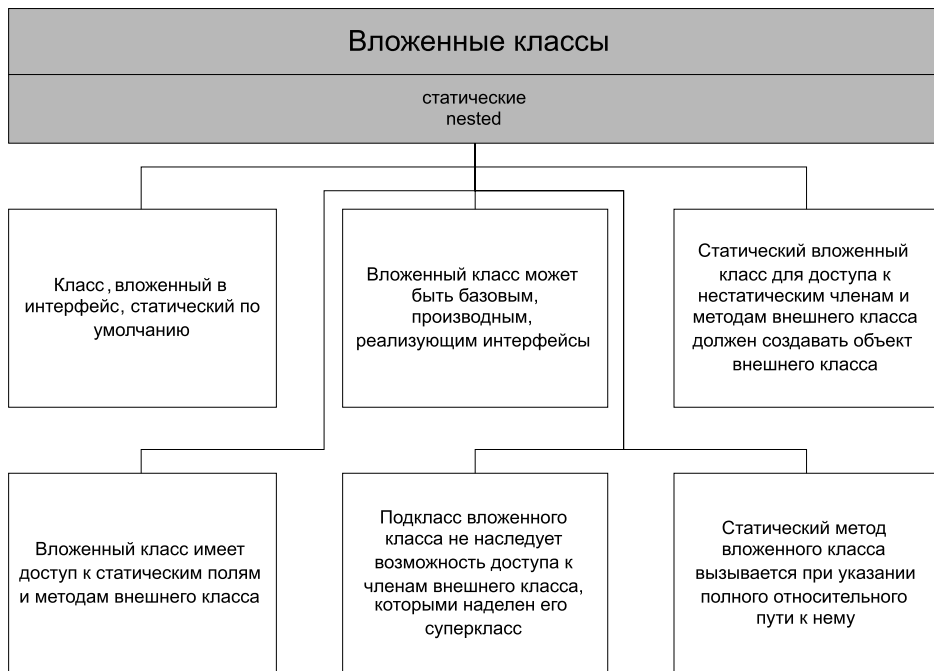 Вложенные классы
статические
nested
Класс, вложенный в
интерфейс, статический по
умолчанию
Вложенный класс может
быть базовым,
производным,
реализующим интерфейсы
Статический вложенный
класс для доступа к
нестатическим членам и
методам внешнего класса
должен создавать объект
внешнего класса
Вложенный класс имеет
доступ к статическим полям
и методам внешнего класса
Подкласс вложенного
класса не наследует
возможность доступа к
членам внешнего класса,
которыми наделен его
суперкласс
Статический метод
вложенного класса
вызывается при указании
полного относительного
пути к нему